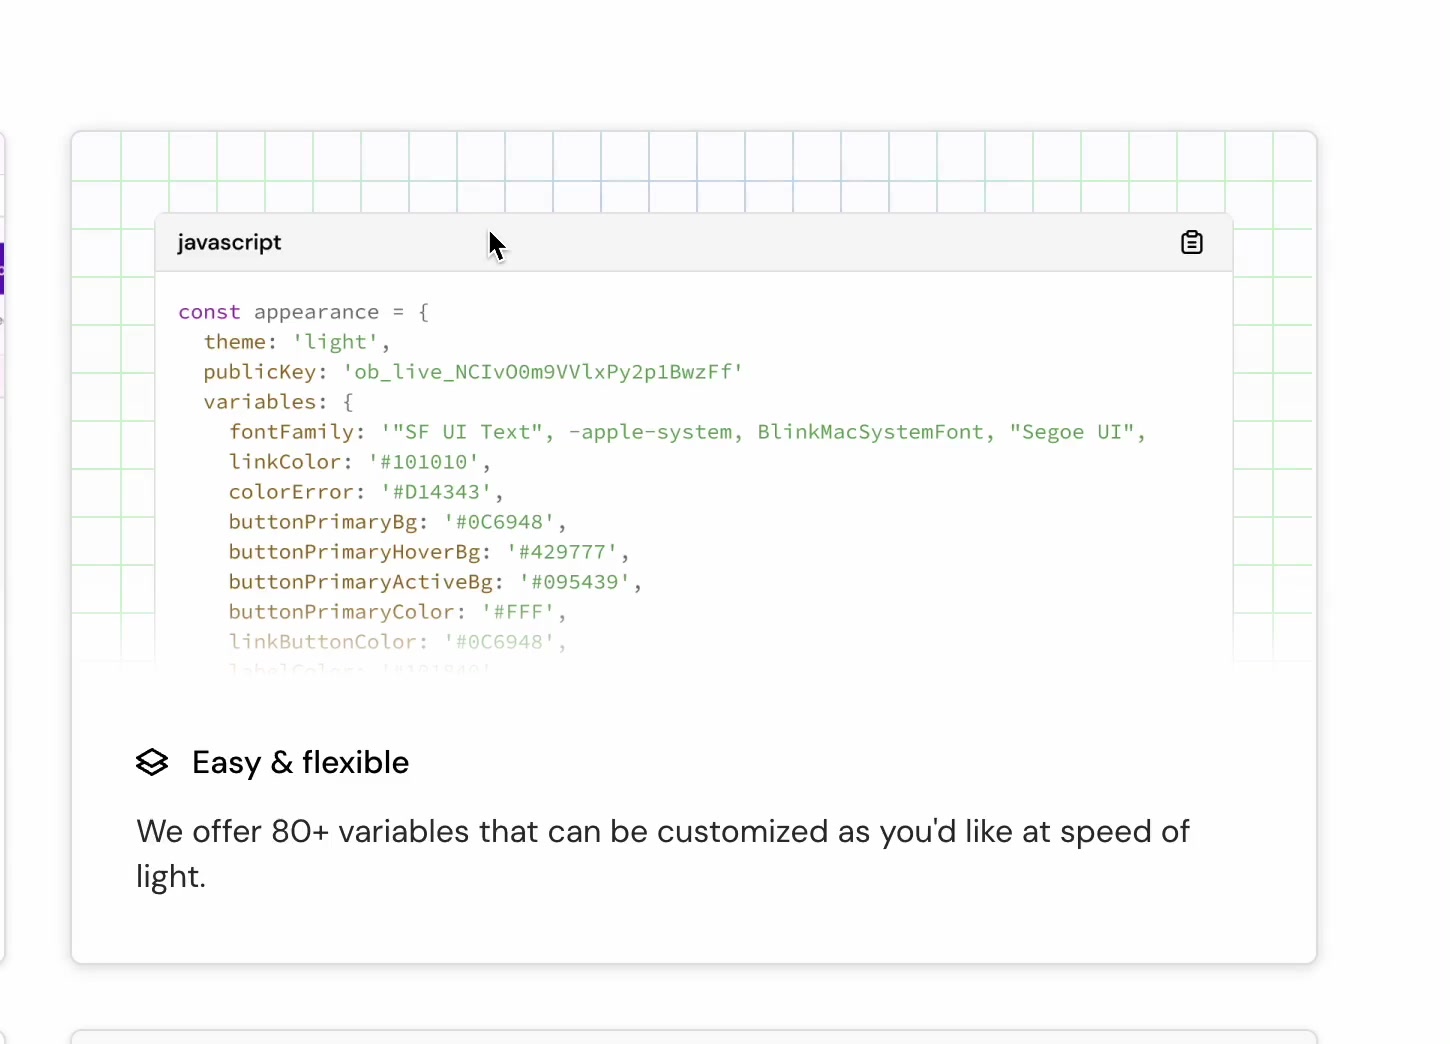 javascript
const appearance = {
theme: 'light',
publicKey: 'ob_live_NCIvO0m9VVlxPy2p1BwzFf'
variables: {
fontFamily: '"SF UI Text", -apple-system, BlinkMacSystemFont, "Segoe UI",
linkColor: '#101010',
colorError: '#D14343',
buttonPrimaryBg: '#0C6948',
buttonPrimaryHoverBg: '#429777',
buttonPrimaryActiveBg: '#095439',
buttonPrimaryColor: '#FFF',
linkButtonColor: '#0C6948',
labelColor:
Easy & flexible
We offer 80+ variables that can be customized as you'd like at speed of
light.